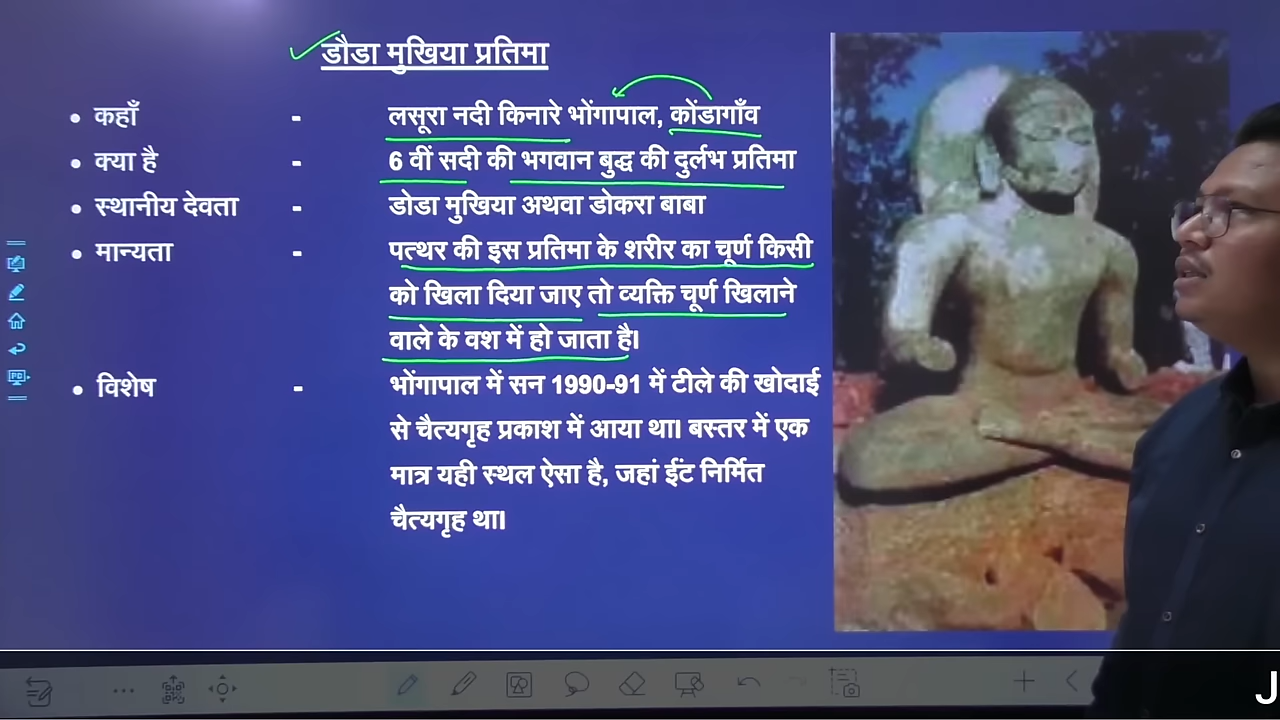 डौडा मुखिया प्रतिमा
• कहाँ - लसूरा नदी किनारे भोंगापाल, कोंडागाँव
• क्या है - 6 वीं सदी की भगवान बुद्ध की दुर्लभ प्रतिमा
• स्थानीय देवता - डोडा मुखिया अथवा डोकरा बाबा
• मान्यता - पत्थर की इस प्रतिमा के शरीर का चूर्ण किसी
को खिला दिया जाए तो व्यक्ति चूर्ण खिलाने
वाले के वश में हो जाता है।
• विशेष - भोंगापाल में सन 1990-91 में टीले की खोदाई
से चैत्यगृह प्रकाश में आया था। बस्तर में एक
मात्र यही स्थल ऐसा है, जहां ईंट निर्मित
चैत्यगृह था।
J